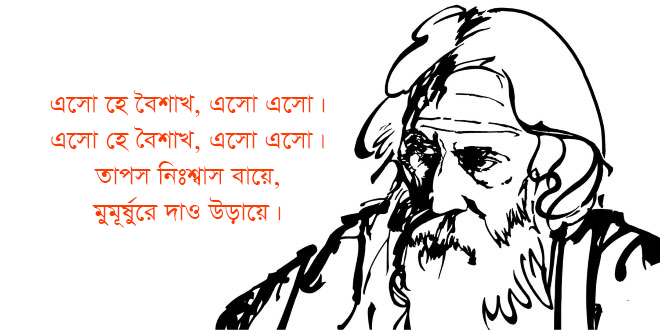 এসো হে বৈশাখ, এসো এসো।
এসো হে বৈশাখ, এসো এসো।
তাপস নিঃশ্বাস বায়ে,
মুমূর্ষুরে দাও উড়ায়ে।